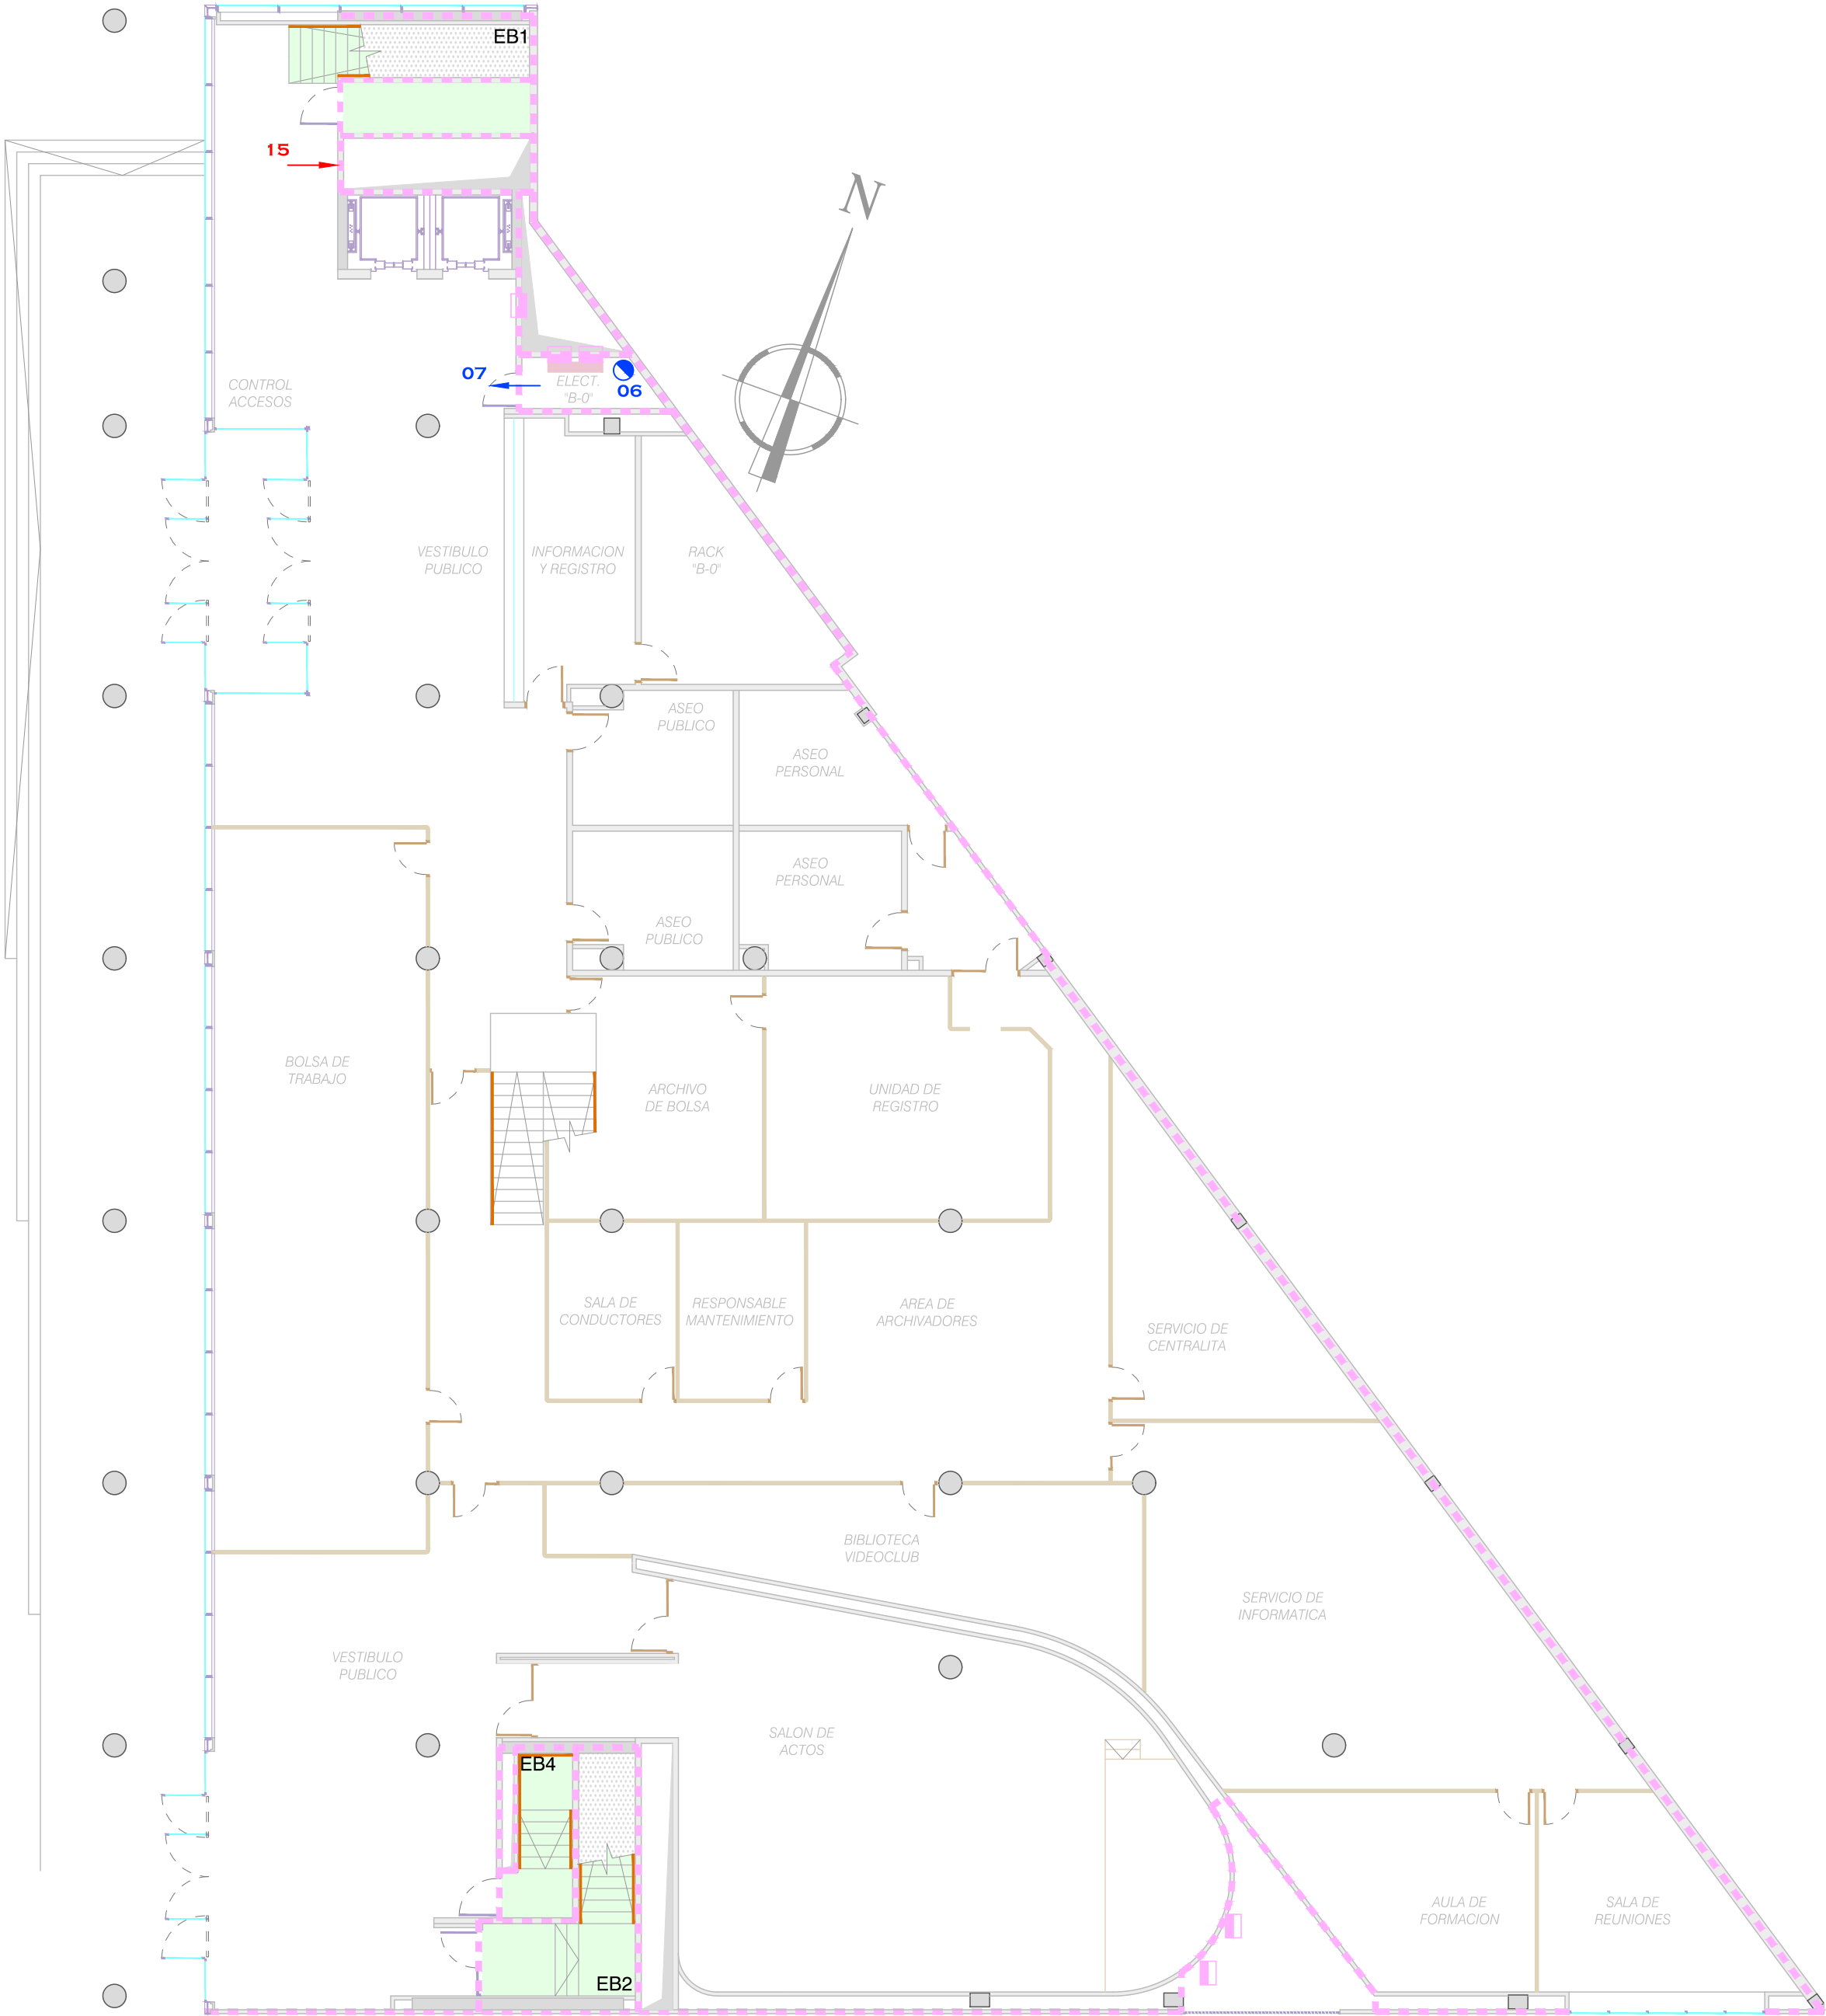 EB1
15
N
CONTROL
ACCESOS
07
ELECT.
"B-0"
06
VESTIBULO
PUBLICO
INFORMACION
Y REGISTRO
RACK
"B-0"
ASEO
PUBLICO
ASEO
PERSONAL
ASEO
PERSONAL
ASEO
PUBLICO
BOLSA DE
TRABAJO
ARCHIVO
DE BOLSA
UNIDAD DE
REGISTRO
SALA DE
CONDUCTORES
RESPONSABLE
MANTENIMIENTO
AREA DE
ARCHIVADORES
SERVICIO DE
CENTRALITA
BIBLIOTECA
VIDEOCLUB
SERVICIO DE
INFORMATICA
VESTIBULO
PUBLICO
SALON DE
ACTOS
EB4
AULA DE
FORMACION
SALA DE
REUNIONES
EB2